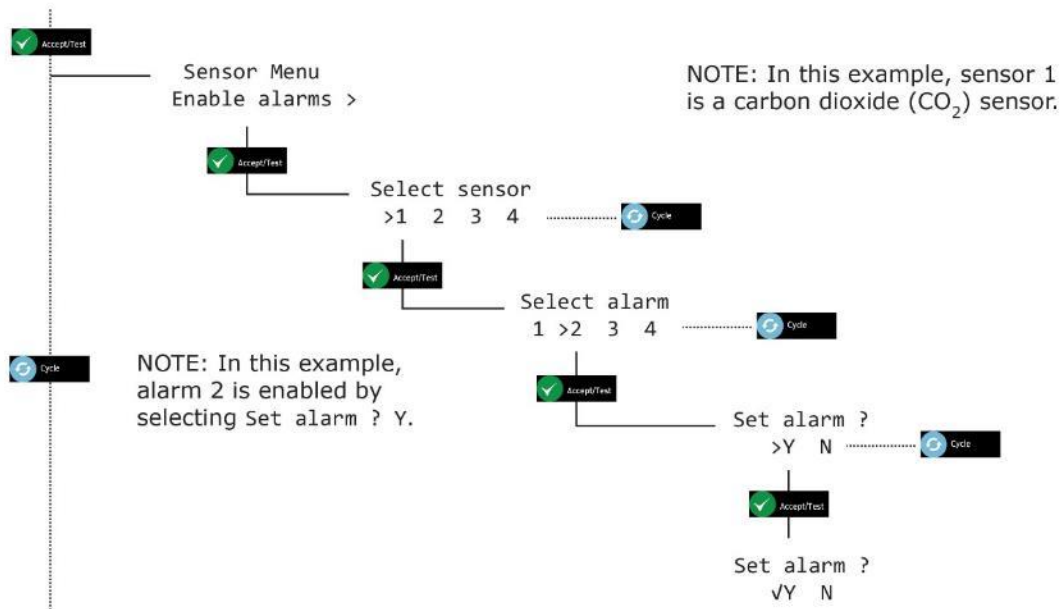 Accept/Test
Sensor Menu
Enable alarms >
NOTE: In this example, sensor 1
is a carbon dioxide (CO₂) sensor.
Accept/Test
Select sensor
>1 2 3 4
Cycle
Accept/Test
Select alarm
1 >2 3 4
Cycle
Cycle
NOTE: In this example,
alarm 2 is enabled by
selecting Set alarm ? Y.
Accept/Test
Set alarm ?
>Y N
Cycle
Accept/Test
Set alarm ?
√Y N